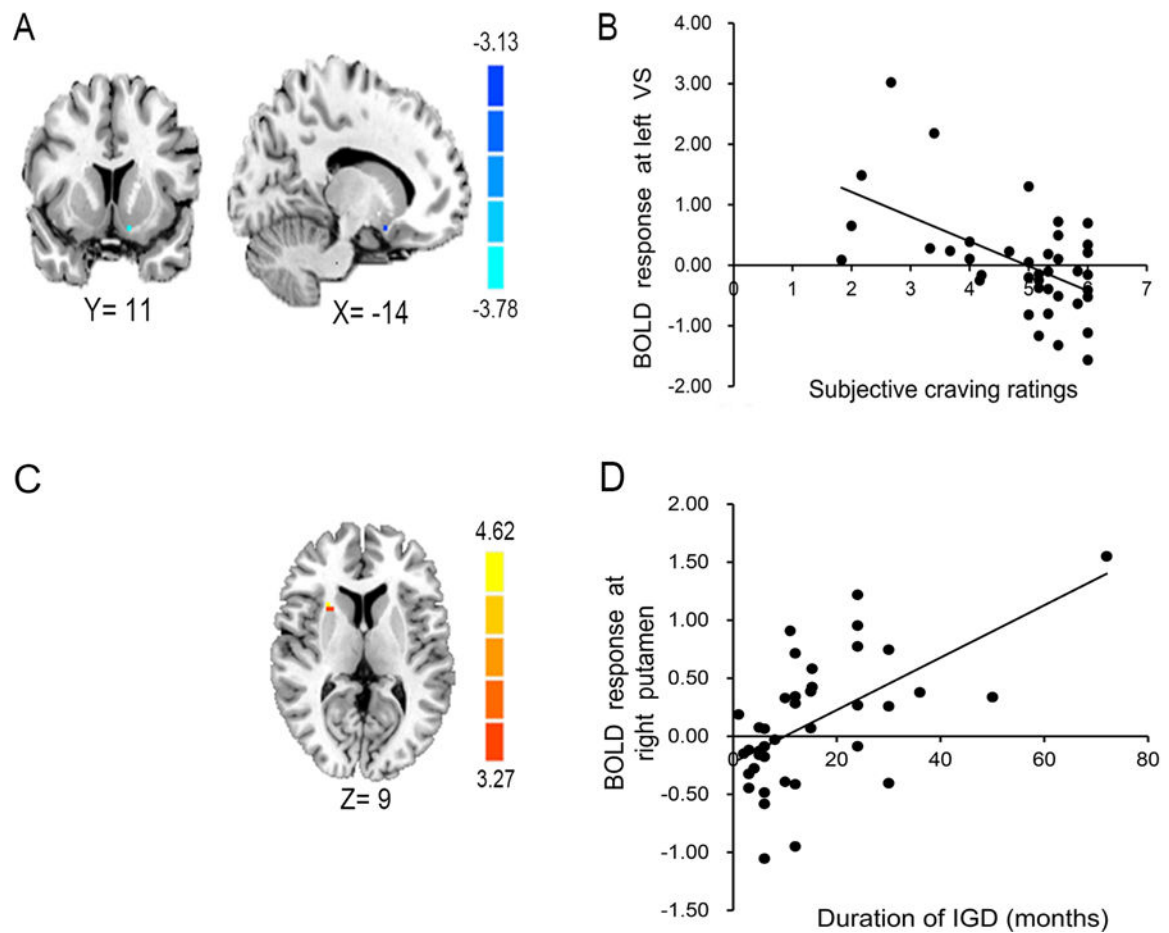 A
-3.13
-3.78
Y= 11
X= -14
B
BOLD response at left VS
4.00
3.00
2.00
1.00
0.00
-1.00
-2.00
0 1 2 3 4 5 6 7
Subjective craving ratings
C
4.62
3.27
Z= 9
D
BOLD response at
right putamen
2.00
1.50
1.00
0.50
0.00
-0.50
-1.00
-1.50
0 20 40 60 80
Duration of IGD (months)